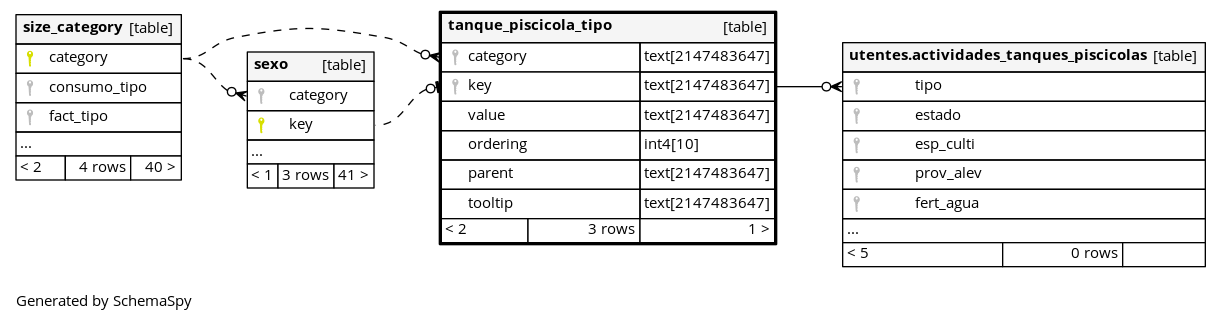 size_category [table]
category
consumo_tipo
fact_tipo
...
< 2 4 rows 40 >
sexo [table]
category
key
...
< 1 3 rows 41 >
tanque_piscicola_tipo [table]
category text[2147483647]
key text[2147483647]
value text[2147483647]
ordering int4[10]
parent text[2147483647]
tooltip text[2147483647]
< 2 3 rows 1 >
utentes.actividades_tanques_piscicolas [table]
tipo
estado
esp_culti
prov_alev
fert_agua
...
< 5 0 rows
Generated by SchemaSpy